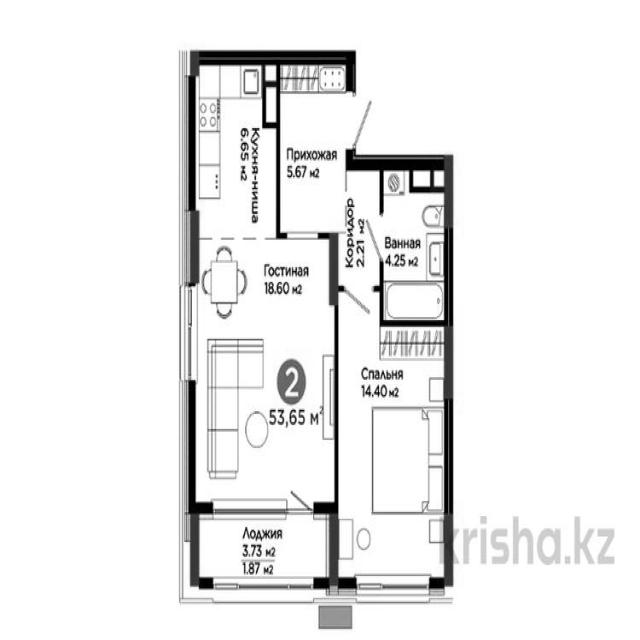 Кухня-ниша
6.65 м2
Прихожая
5.67 м2
Коридор
2.21 м2
Ванная
4.25 м2
Гостиная
18.60 м2
2
53,65 м²
Спальня
14.40 м2
Лоджия
3.73 м2
1.87 м2
krisha.kz